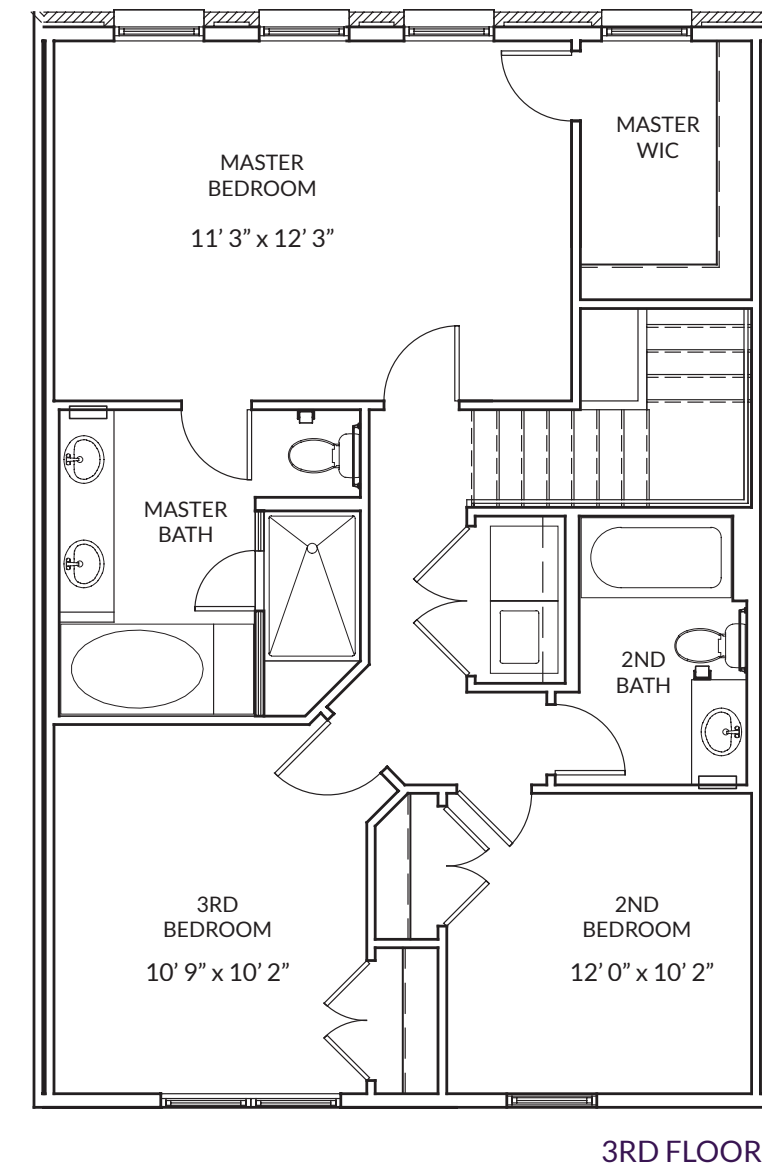 MASTER
WIC
MASTER
BEDROOM
11’ 3” x 12’ 3”
MASTER
BATH
2ND
BATH
3RD
BEDROOM
10’ 9” x 10’ 2”
2ND
BEDROOM
12’ 0” x 10’ 2”
3RD FLOOR